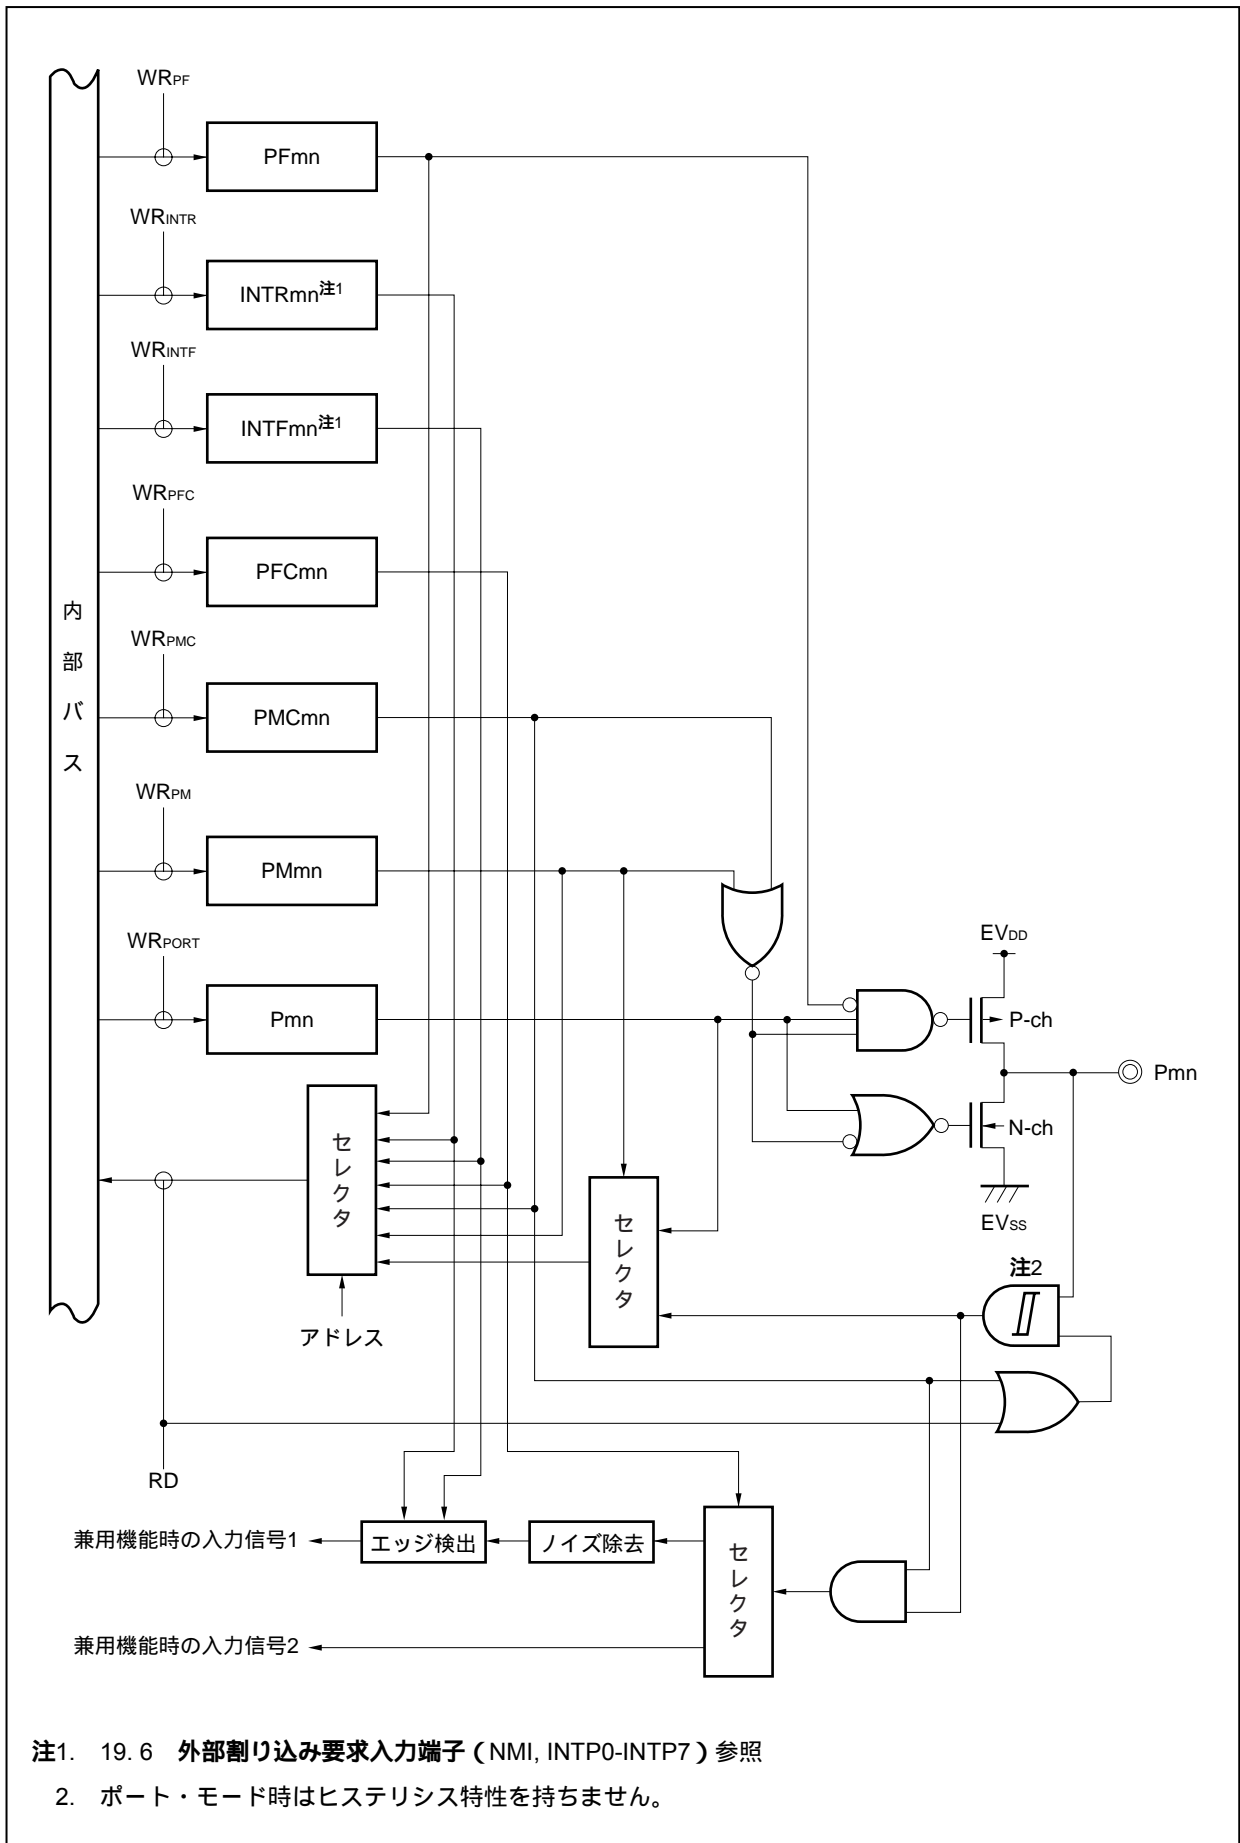 WRPF
PFmn
WRINTR
INTRmn注1
WRINTF
INTFmn注1
WRPFC
PFCmn
内部バス
WRPMC
PMCmn
WRPM
PMmn
WRPORT
Pmn
EVDD
P-ch
Pmn
N-ch
EVSS
セレクタ
セレクタ
注2
アドレス
RD
兼用機能時の入力信号1
エッジ検出
ノイズ除去
セレクタ
兼用機能時の入力信号2
注1. 19. 6 外部割り込み要求入力端子（NMI, INTP0-INTP7）参照
2. ポート・モード時はヒステリシス特性を持ちません。